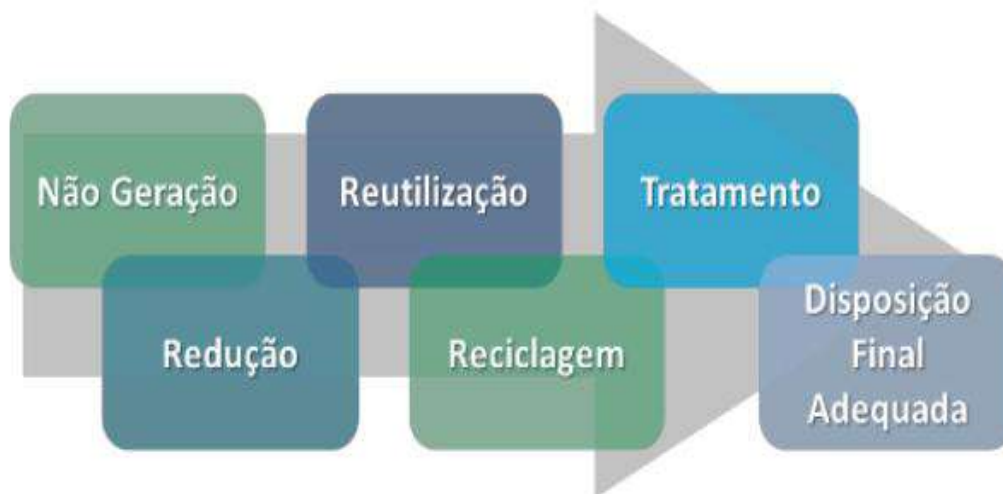 Não Geração
Redução
Reutilização
Reciclagem
Tratamento
Disposição
Final
Adequada